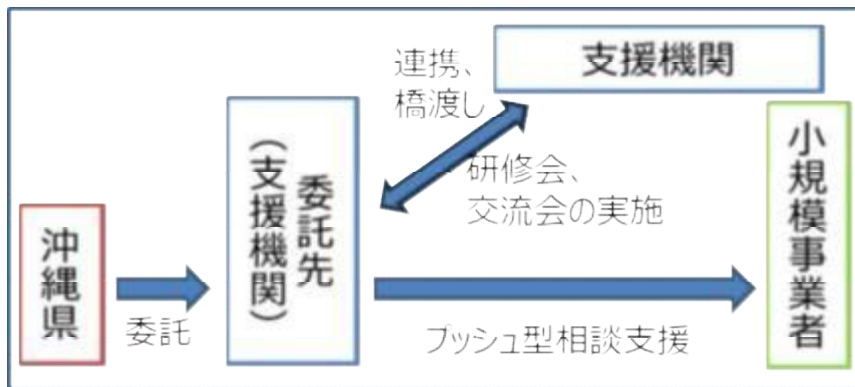 沖縄県
委託
委託先
（支援機関）
連携、
橋渡し
支援機関
研修会、
交流会の実施
プッシュ型相談支援
小規模事業者